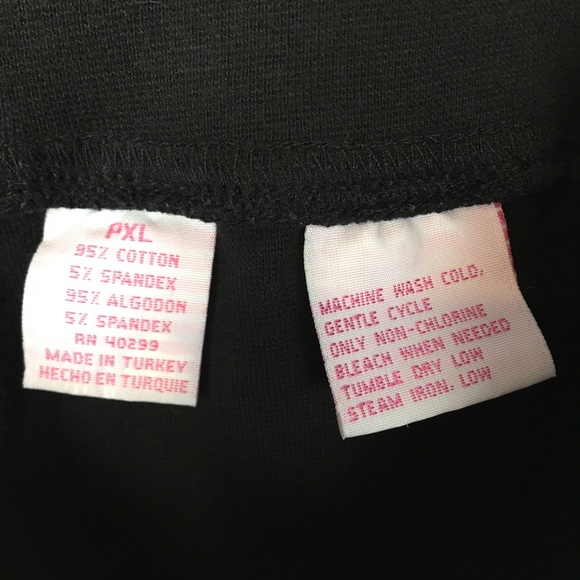 PXL
95% COTTON
5% SPANDEX
95% ALGODON
5% SPANDEX
RN 40299
MADE IN TURKEY
HECHO EN TURQUIE
MACHINE WASH COLD,
GENTLE CYCLE
ONLY NON-CHLORINE
BLEACH WHEN NEEDED
TUMBLE DRY LOW
STEAM IRON, LOW